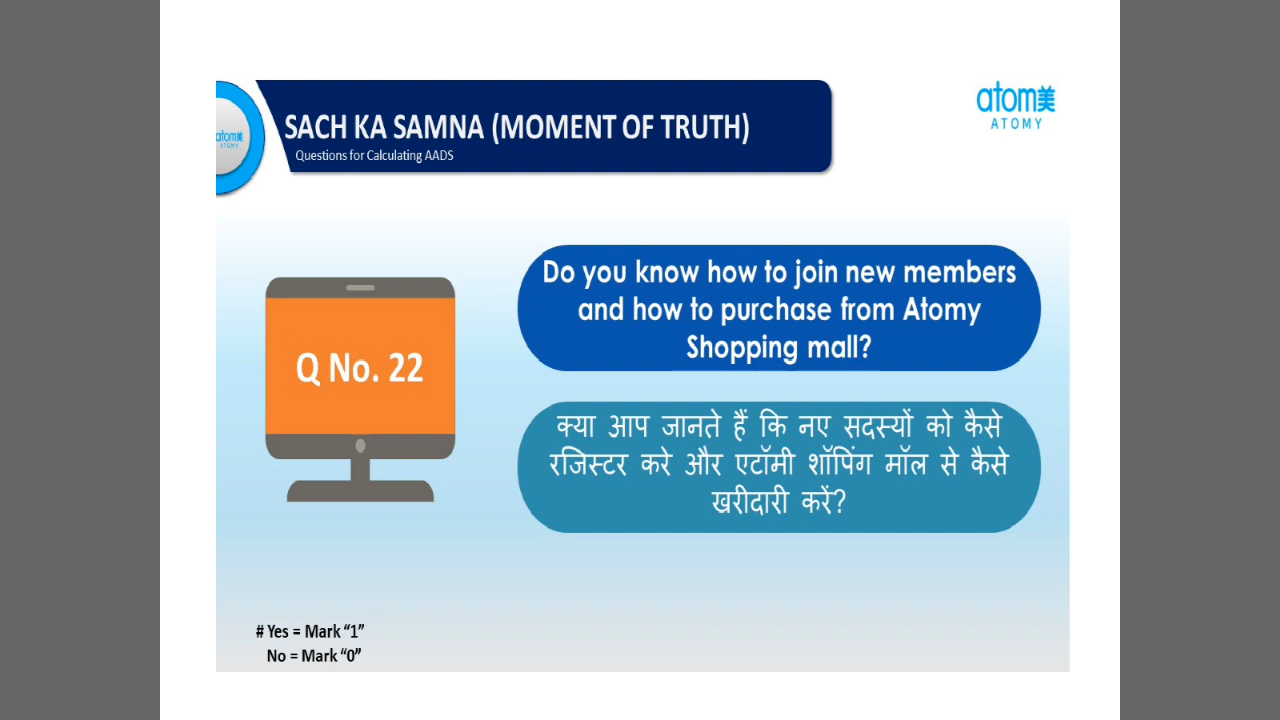 SACH KA SAMNA (MOMENT OF TRUTH)
Questions for Calculating AADS
atom美
ATOMY
atom美
ATOMY
Do you know how to join new members
and how to purchase from Atomy
Shopping mall?
Q No. 22
क्या आप जानते हैं कि नए सदस्यों को कैसे
रजिस्टर करे और एटॉमी शॉपिंग मॉल से कैसे
खरीदारी करें?
# Yes = Mark “1”
No = Mark “0”